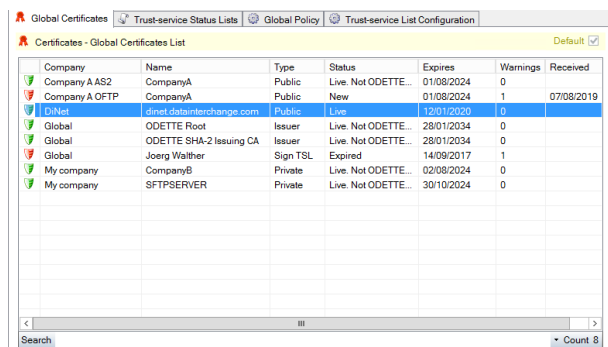 Global Certificates Trust-service Status Lists Global Policy Trust-service List Configuration
Certificates - Global Certificates List Default
Company Name Type Status Expires Warnings Received
Company A AS2 CompanyA Public Live. Not ODETTE... 01/08/2024 0
Company A OFTP CompanyA Public New 01/08/2024 1 07/08/2019
DiNet dinet.datainterchange.com Public Live 12/01/2020 0
Global ODETTE Root Issuer Live. Not ODETTE... 28/01/2034 0
Global ODETTE SHA-2 Issuing CA Issuer Live. Not ODETTE... 28/01/2034 0
Global Joerg Walther Sign TSL Expired 14/09/2017 1
My company CompanyB Private Live. Not ODETTE... 02/08/2024 0
My company SFTPSERVER Private Live. Not ODETTE... 30/10/2024 0
Search Count 8